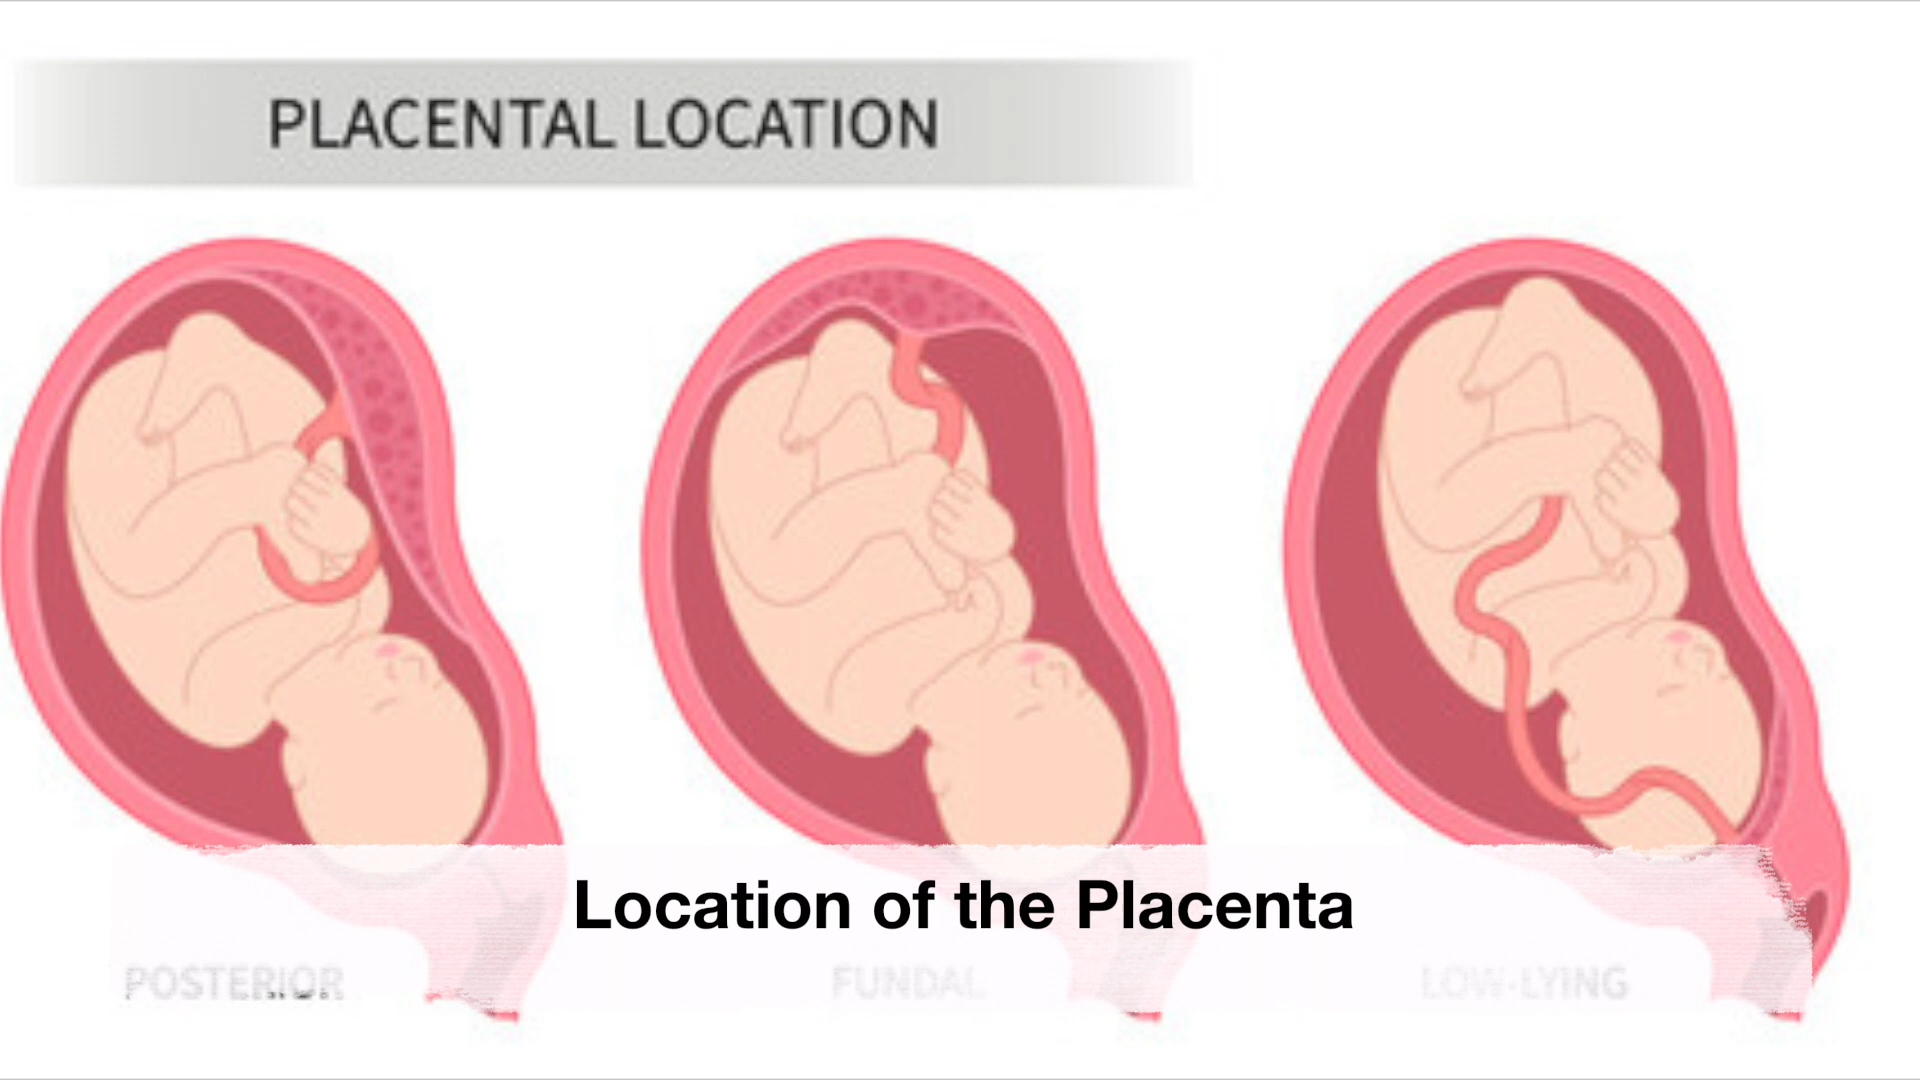 PLACENTAL LOCATION
Location of the Placenta
POSTERIOR
FUNDAL
LOW-LYING